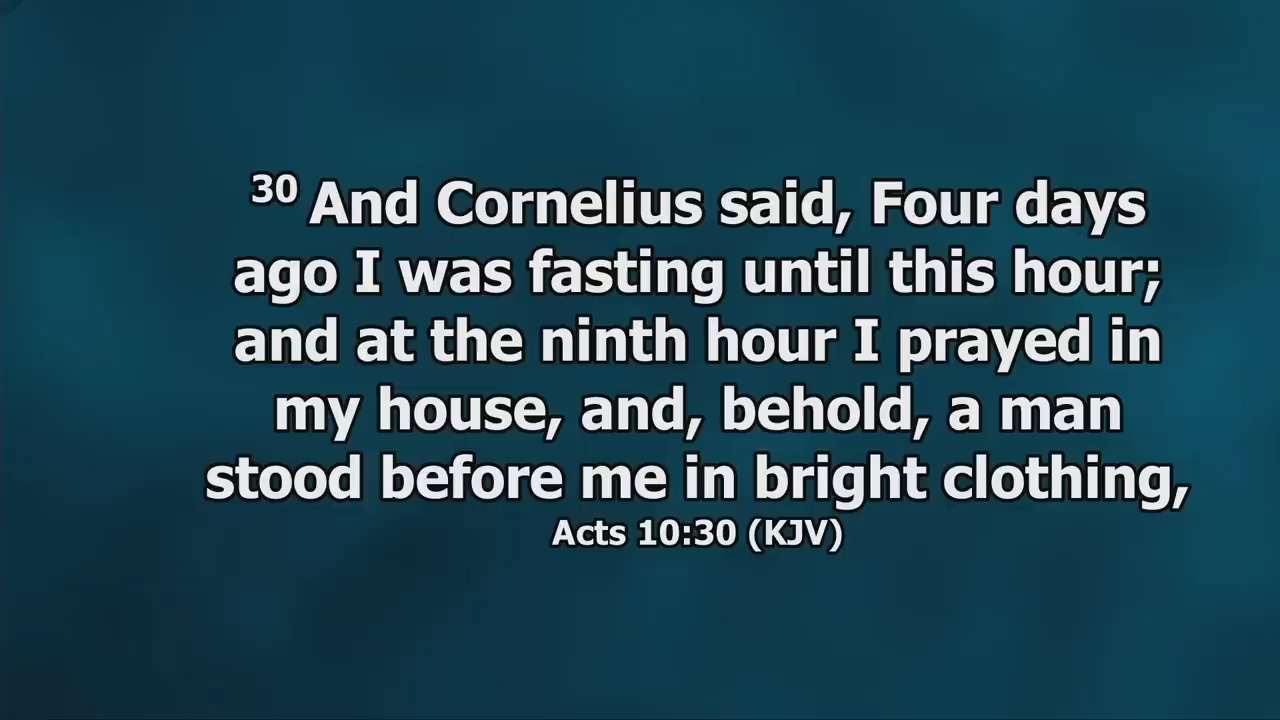 30 And Cornelius said, Four days
ago I was fasting until this hour;
and at the ninth hour I prayed in
my house, and, behold, a man
stood before me in bright clothing,
Acts 10:30 (KJV)